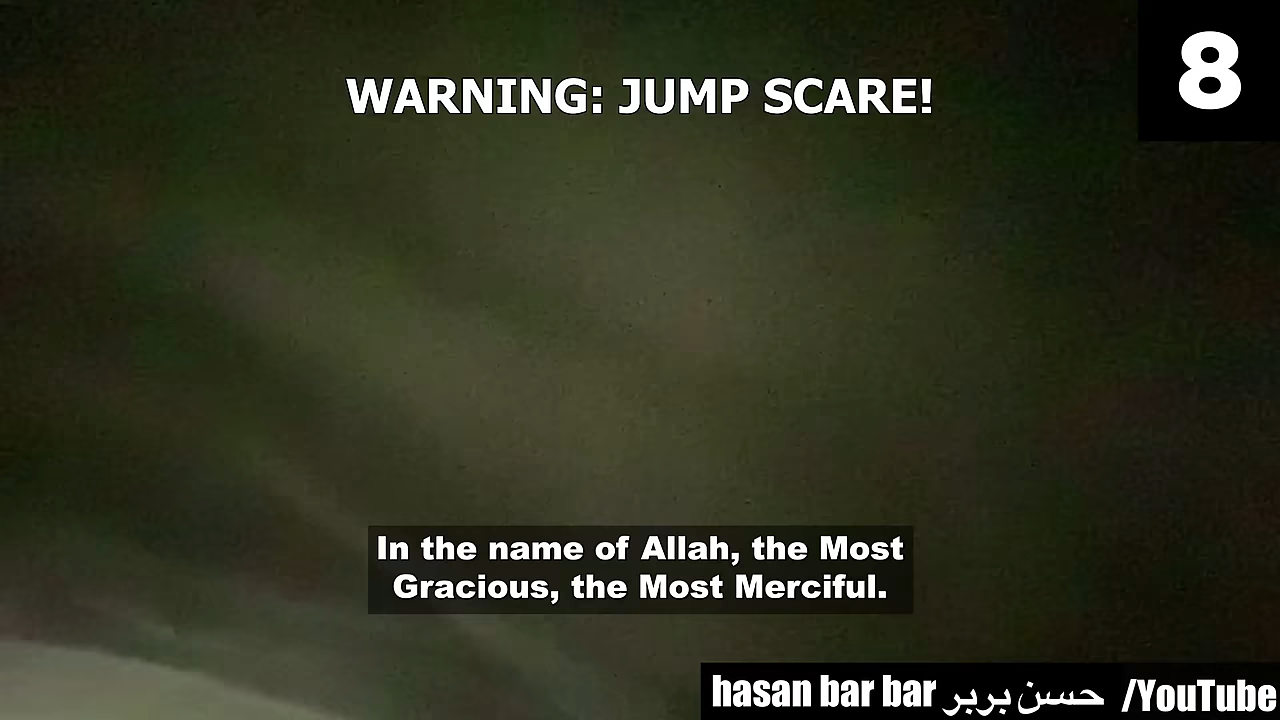 8
WARNING: JUMP SCARE!
In the name of Allah, the Most
Gracious, the Most Merciful.
hasan bar bar حسن بربر /YouTube